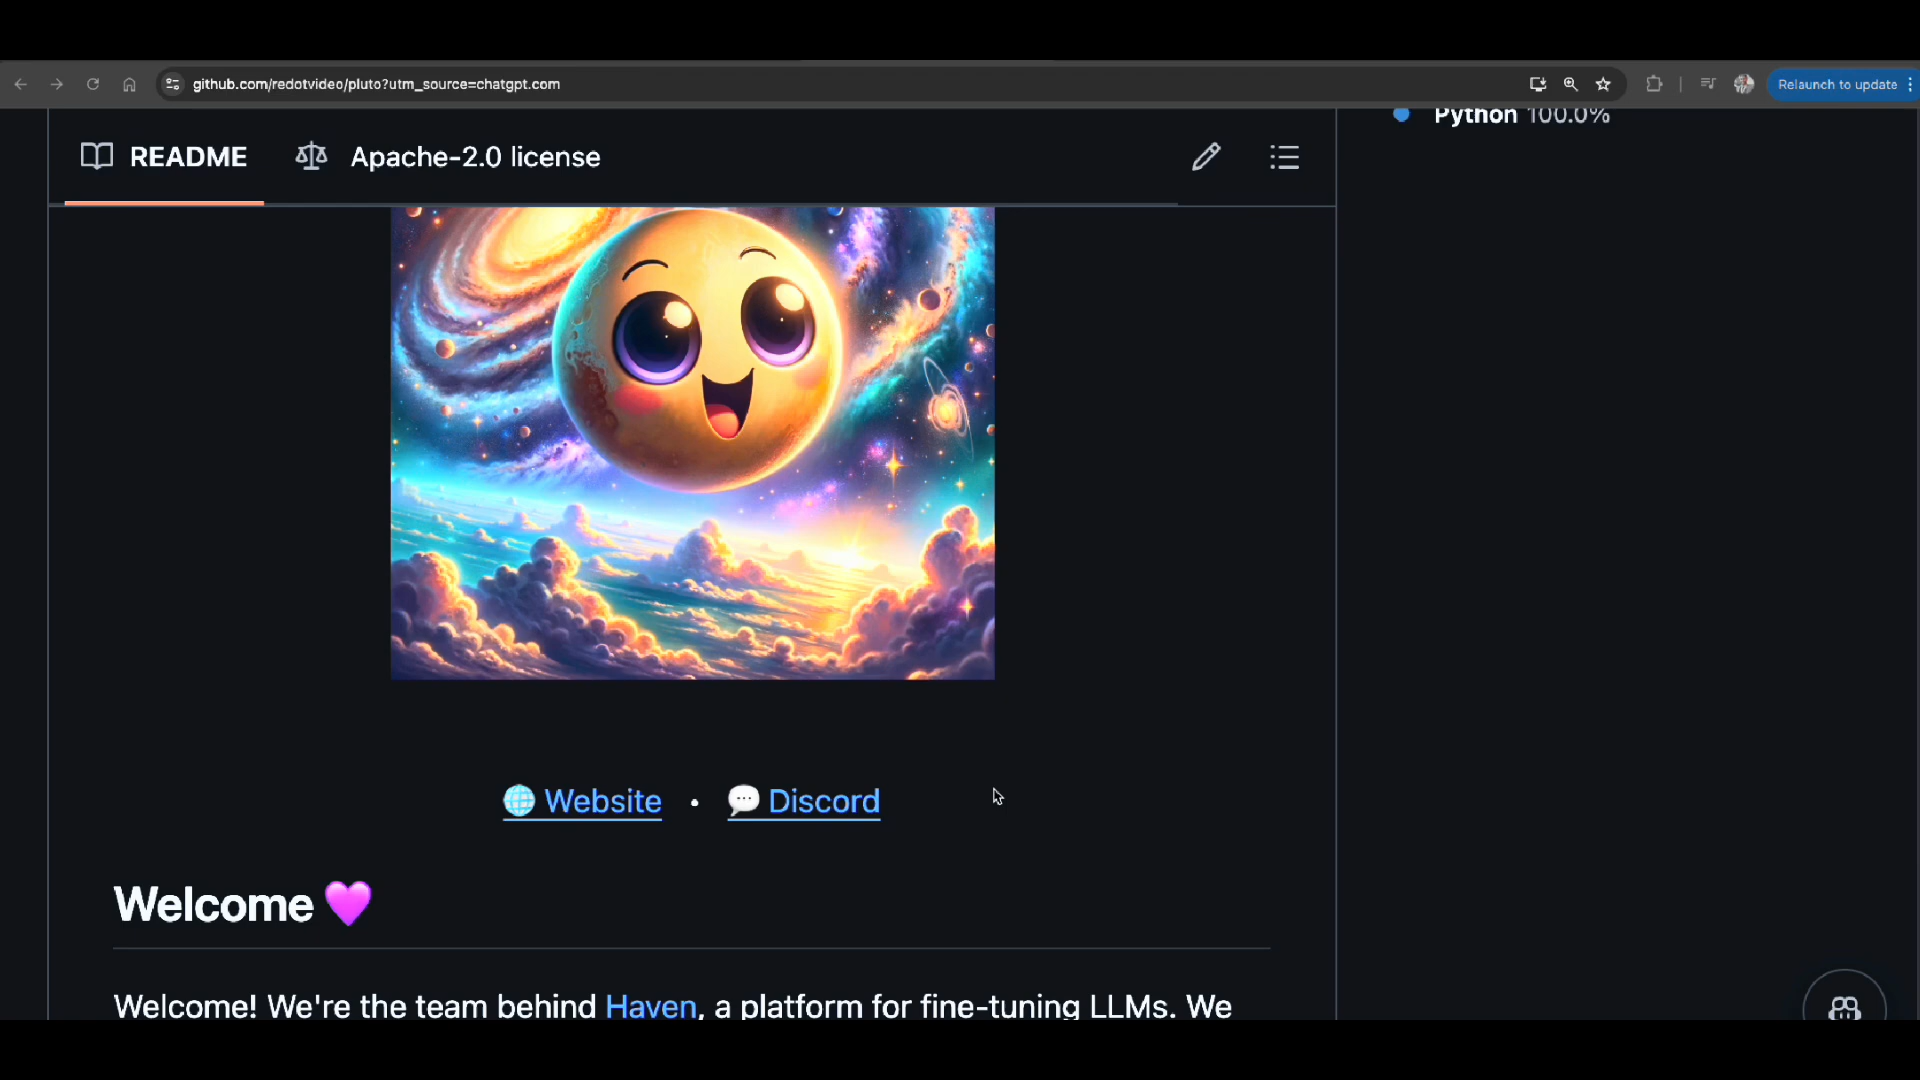 github.com/redotvideo/pluto?utm_source=chatgpt.com
Relaunch to update
Python 100.0%
README
Apache-2.0 license
Website • Discord
Welcome
Welcome! We're the team behind Haven, a platform for fine-tuning LLMs. We